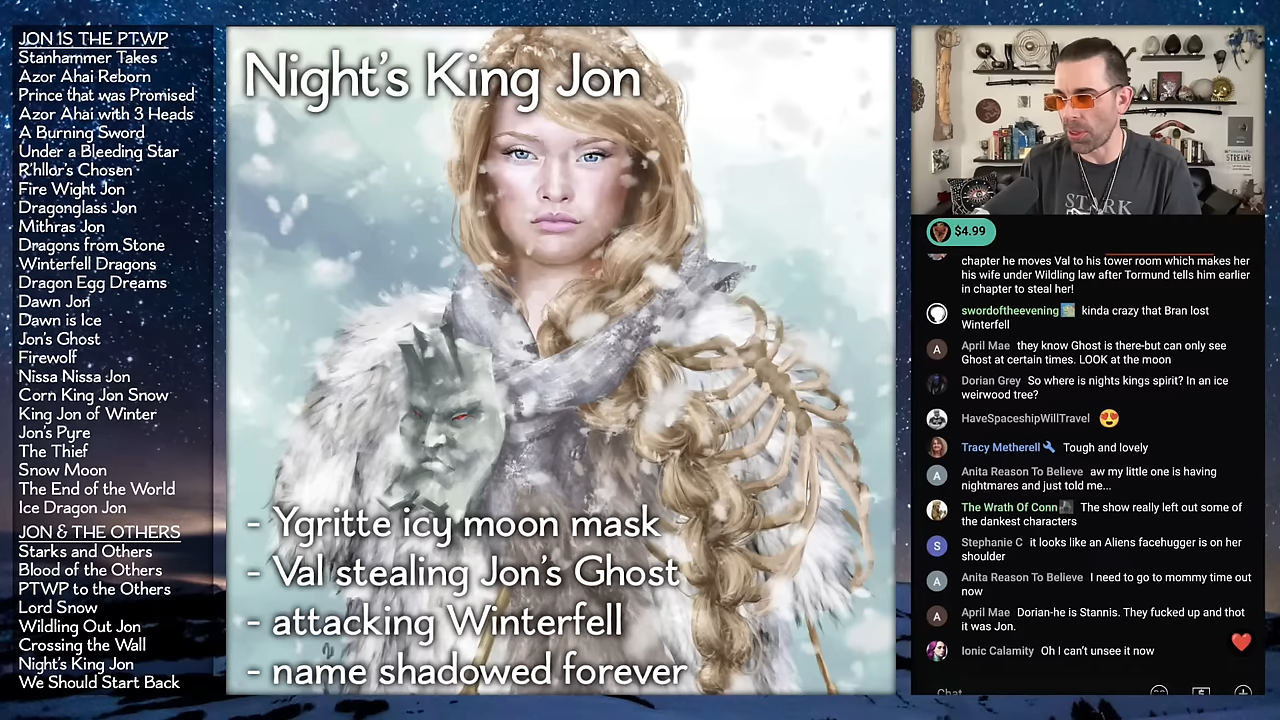 JON IS THE PTWP
Stanhammer Takes
Azor Ahai Reborn
Prince that was Promised
Azor Ahai with 3 Heads
A Burning Sword
Under a Bleeding Star
R'hllor's Chosen
Fire Wight Jon
Dragonglass Jon
Mithras Jon
Dragons from Stone
Winterfell Dragons
Dragon Egg Dreams
Dawn Jon
Dawn is Ice
Jon's Ghost
Firewolf
Nissa Nissa Jon
Corn King Jon Snow
King Jon of Winter
Jon's Pyre
The Thief
Snow Moon
The End of the World
Ice Dragon Jon
JON & THE OTHERS
Starks and Others
Blood of the Others
PTWP to the Others
Lord Snow
Wildling Out Jon
Crossing the Wall
Night's King Jon
We Should Start Back
Night's King Jon
- Ygritte icy moon mask
- Val stealing Jon's Ghost
- attacking Winterfell
- name shadowed forever
STARK
$4.99
chapter he moves Val to his tower room which makes her
his wife under Wildling law after Tormund tells him earlier
in chapter to steal her!
swordoftheevening kinda crazy that Bran lost
Winterfell
A April Mae they know Ghost is there-but can only see
Ghost at certain times. LOOK at the moon
Dorian Grey So where is nights kings spirit? In an ice
weirwood tree?
HaveSpaceshipWillTravel
Tracy Metherell Tough and lovely
A Anita Reason To Believe aw my little one is having
nightmares and just told me...
The Wrath Of Conn The show really left out some of
the dankest characters
S Stephanie C it looks like an Aliens facehugger is on her
shoulder
A Anita Reason To Believe I need to go to mommy time out
now
A April Mae Dorian-he is Stannis. They fucked up and thot
it was Jon.
Ionic Calamity Oh I can't unsee it now
Chat